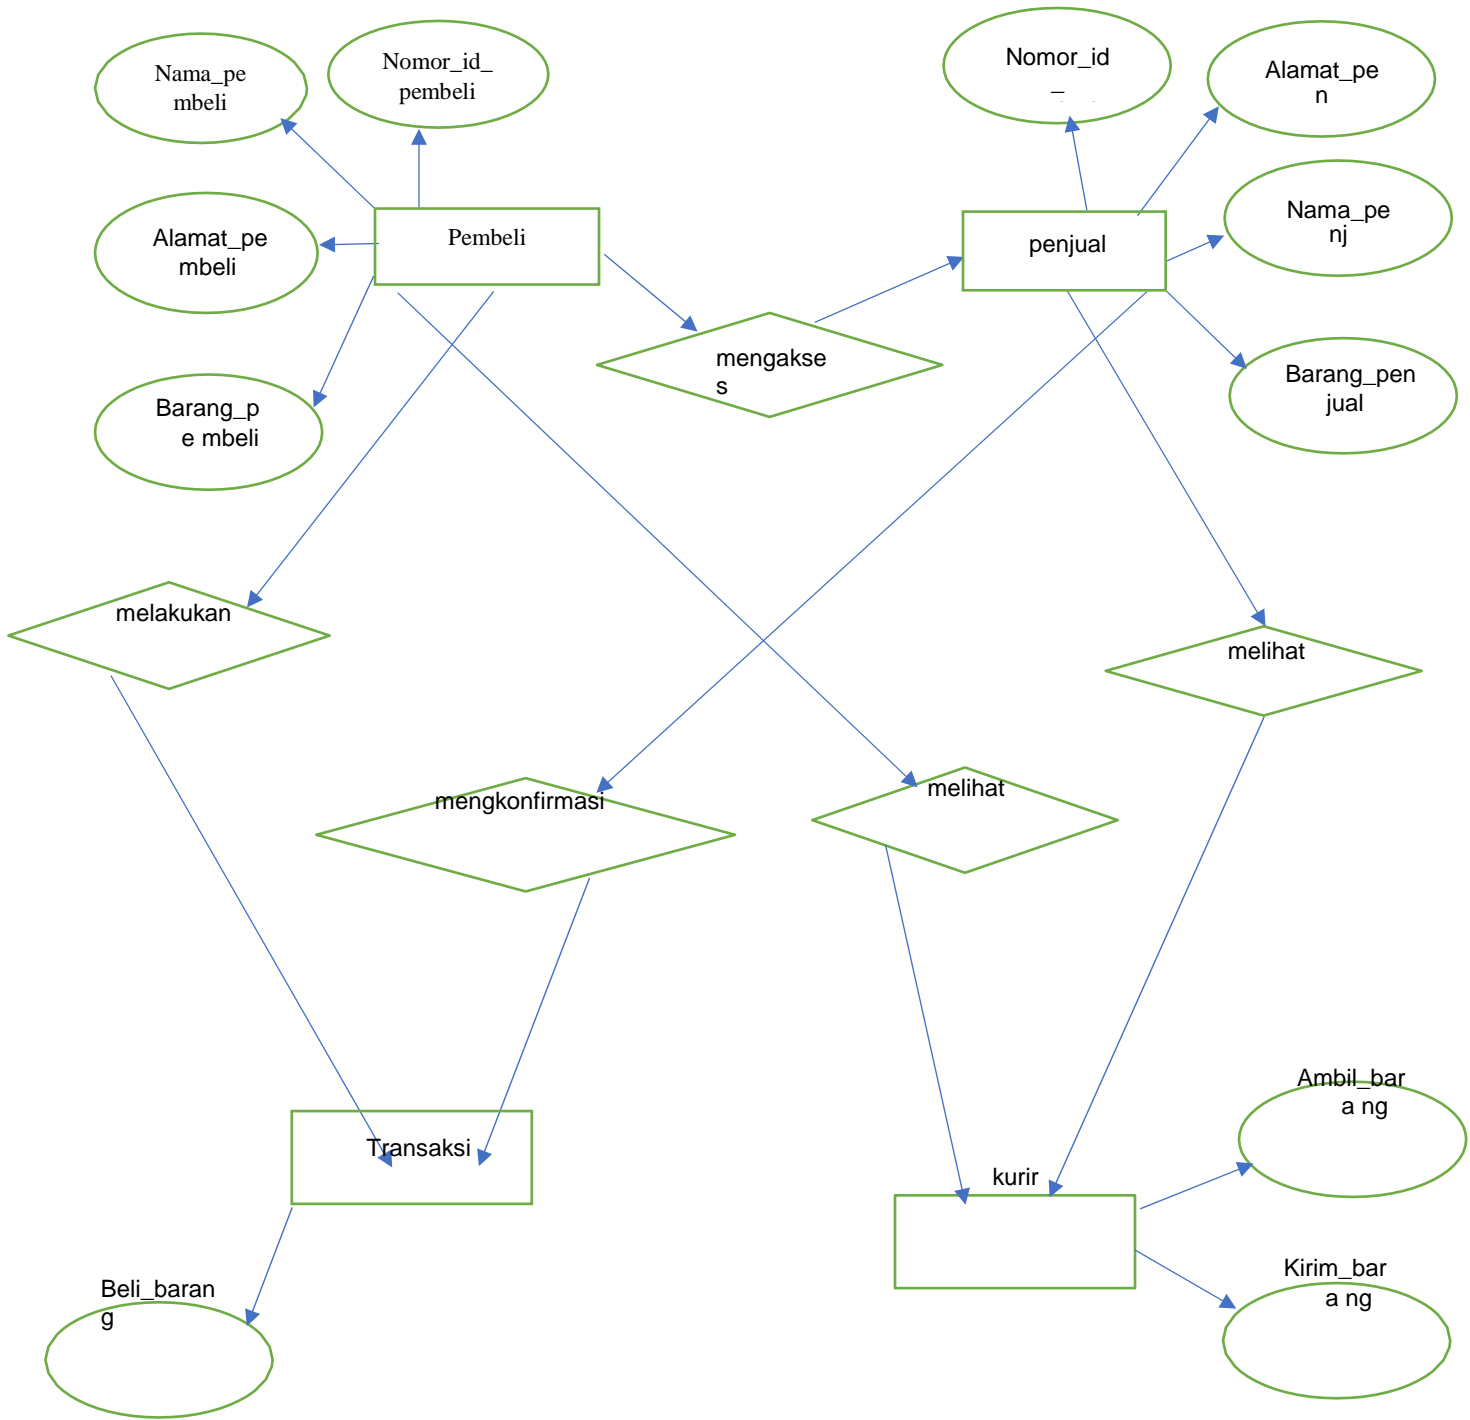 Nama_pe
mbeli
Nomor_id_
pembeli
Nomor_id
_
Alamat_pe
n
Alamat_pe
mbeli
Pembeli
penjual
Nama_pe
nj
mengakse
s
Barang_p
e mbeli
Barang_pen
jual
melakukan
melihat
mengkonfirmasi
melihat
Transaksi
kurir
Ambil_bar
a ng
Beli_baran
g
Kirim_bar
a ng